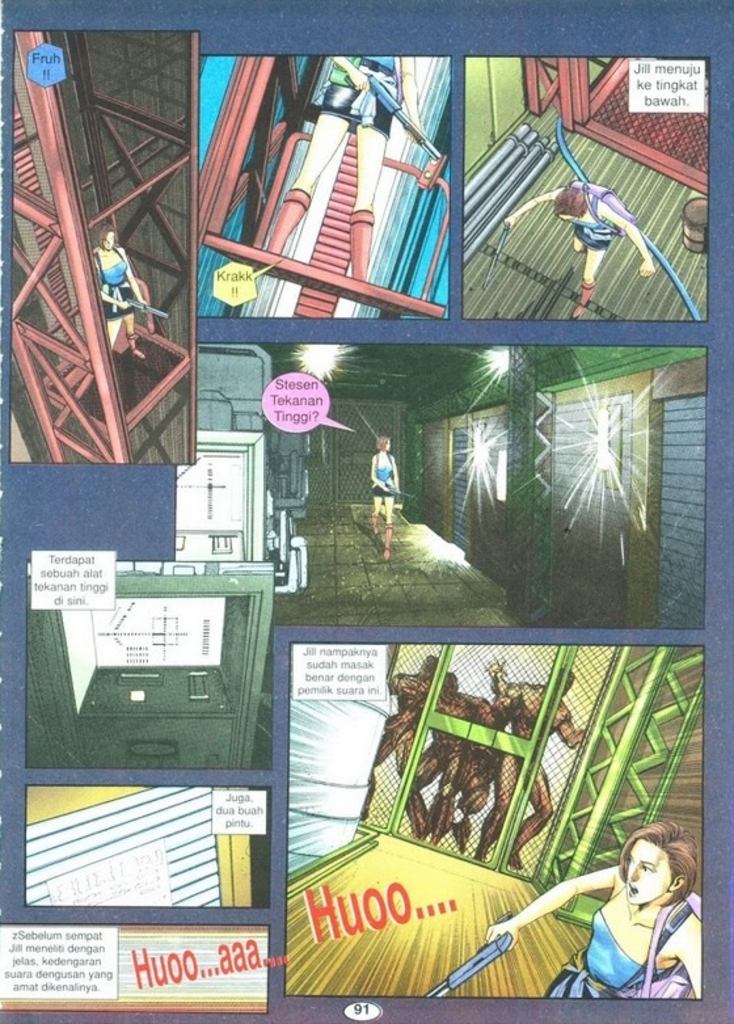 Fruh
!!
Krakk
!!
Jill menuju
ke tingkat
bawah.
Stesen
Tekanan
Tinggi?
Terdapat
sebuah alat
tekanan tinggi
di sini.
Juga,
dua buah
pintu.
zSebelum sempat
Jill meneliti dengan
jelas, kedengaran
suara dengusan yang
amat dikenalinya.
Huoo...aaa....
Jill nampaknya
sudah masak
benar dengan
pemilik suara ini.
Huoo....
91